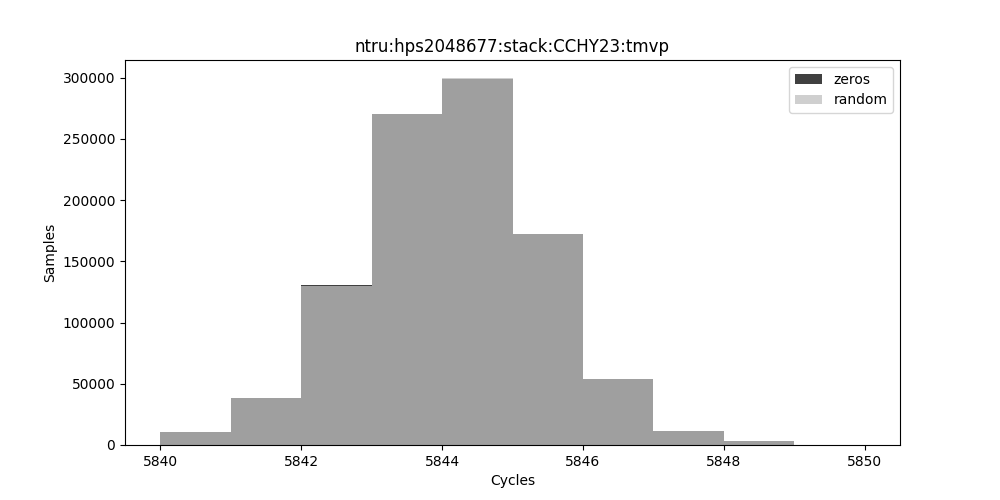 ntru:hps2048677:stack:CCHY23:tmvp
zeros
random
300000
250000
200000
150000
100000
50000
0
Samples
5840 5842 5844 5846 5848 5850
Cycles